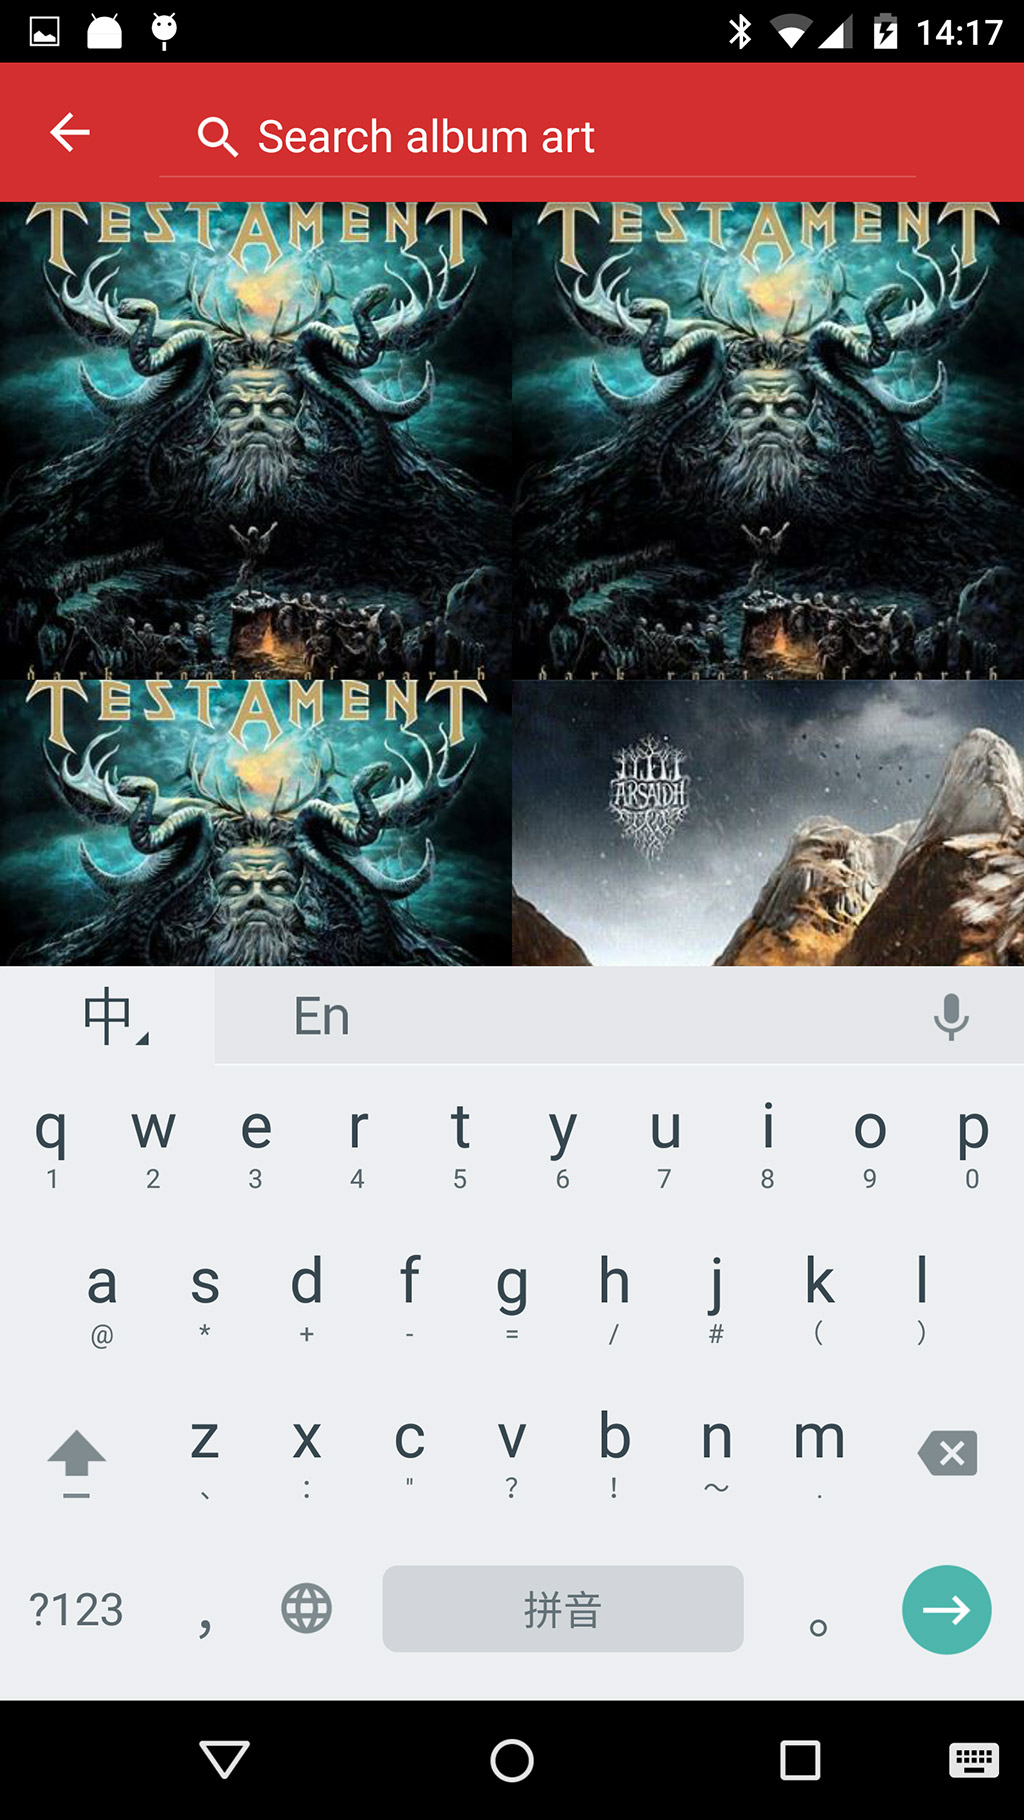 14:17
Search album art
TESTAMENT
TESTAMENT
dark roots of earth
dark roots of earth
TESTAMENT
ARSAIDH
中
En
q w e r t y u i o p
1 2 3 4 5 6 7 8 9 0
a s d f g h j k l
@ * + - = / # ( )
z x c v b n m
、 : " ? ! ～ .
?123 ， 拼音 。